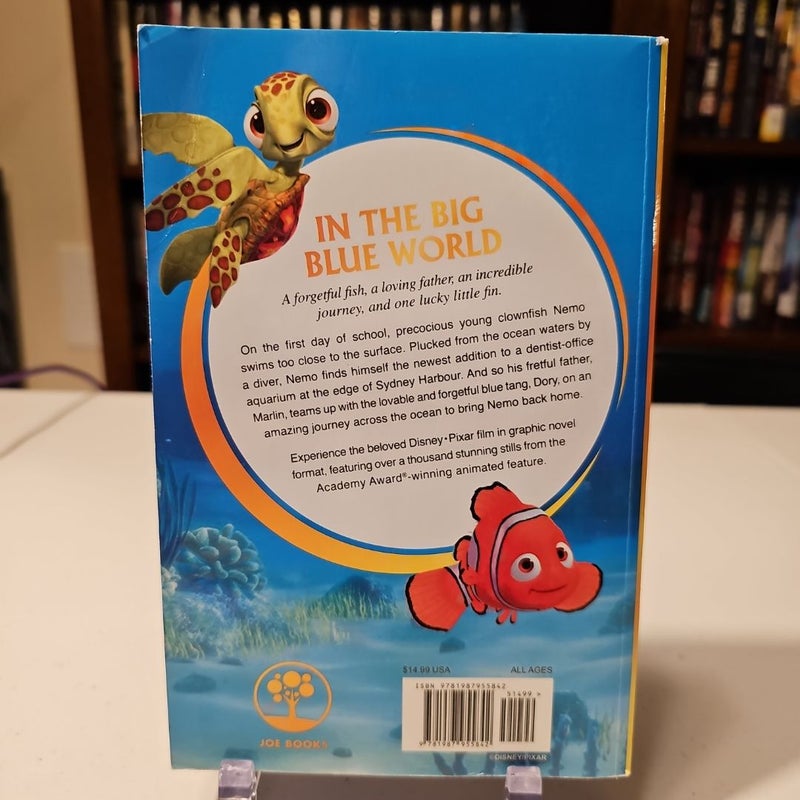 IN THE BIG
BLUE WORLD
A forgetful fish, a loving father, an incredible
journey, and one lucky little fin.
On the first day of school, precocious young clownfish Nemo
swims too close to the surface. Plucked from the ocean waters by
a diver, Nemo finds himself the newest addition to a dentist-office
aquarium at the edge of Sydney Harbour. And so his fretful father,
Marlin, teams up with the lovable and forgetful blue tang, Dory, on an
amazing journey across the ocean to bring Nemo back home.
Experience the beloved Disney•Pixar film in graphic novel
format, featuring over a thousand stunning stills from the
Academy Award®-winning animated feature.
$14.99 USA ALL AGES
ISBN 9781987955842
51499 >
9 781987 955842
JOE BOOKS
©DISNEY/PIXAR